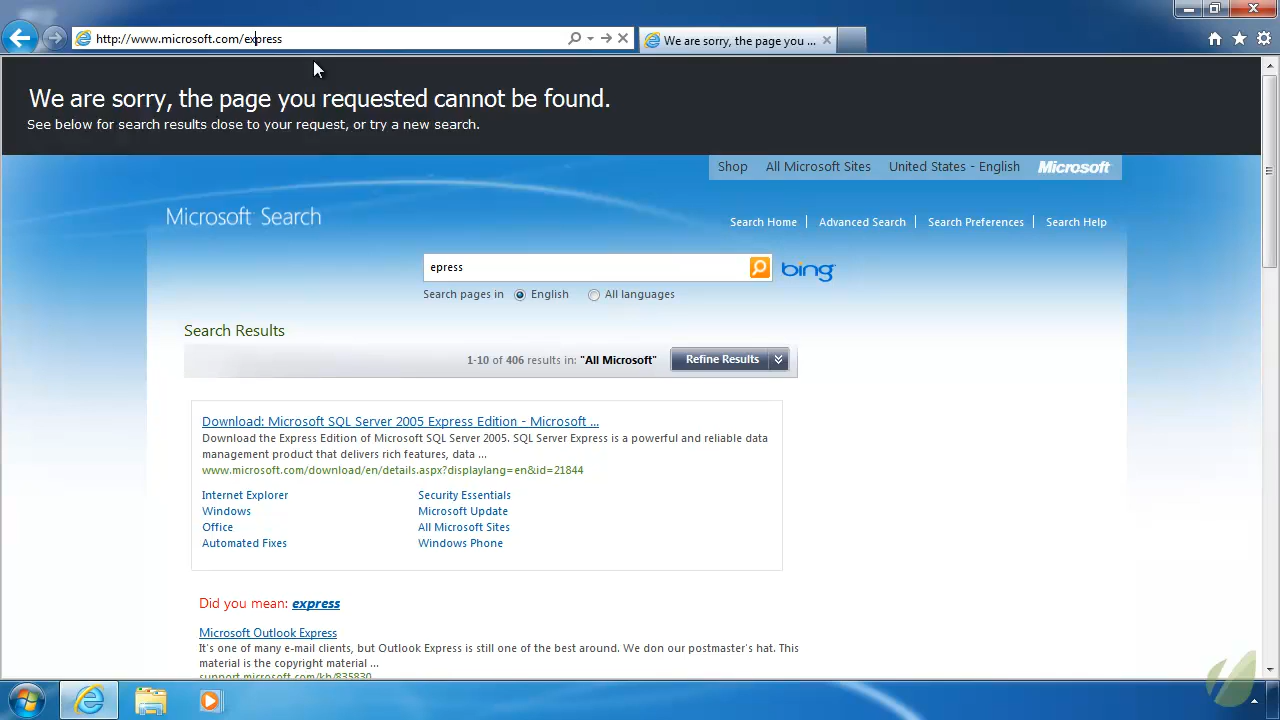 http://www.microsoft.com/express
We are sorry, the page you ...
We are sorry, the page you requested cannot be found.
See below for search results close to your request, or try a new search.
Shop All Microsoft Sites United States - English Microsoft
Microsoft Search
Search Home Advanced Search Search Preferences Search Help
epress
bing
Search pages in English All languages
Search Results
1-10 of 406 results in: "All Microsoft" Refine Results
Download: Microsoft SQL Server 2005 Express Edition - Microsoft ...
Download the Express Edition of Microsoft SQL Server 2005. SQL Server Express is a powerful and reliable data
management product that delivers rich features, data ...
www.microsoft.com/download/en/details.aspx?displaylang=en&id=21844
Internet Explorer Security Essentials
Windows Microsoft Update
Office All Microsoft Sites
Automated Fixes Windows Phone
Did you mean: express
Microsoft Outlook Express
It's one of many e-mail clients, but Outlook Express is still one of the best around. We don our postmaster's hat. This
material is the copyright material ...
support.microsoft.com/kb/835830